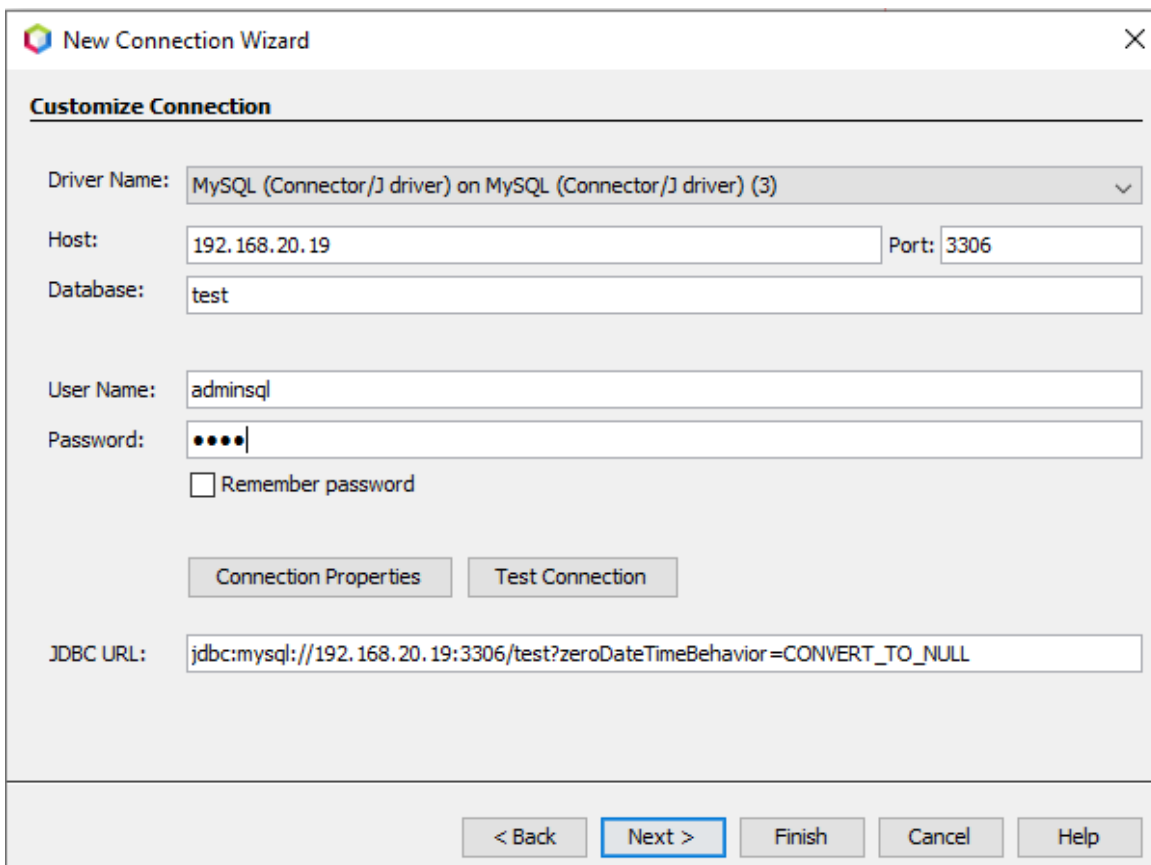 New Connection Wizard
Customize Connection
Driver Name: MySQL (Connector/J driver) on MySQL (Connector/J driver) (3)
Host: 192.168.20.19 Port: 3306
Database: test
User Name: adminsql
Password: ●●●●
Remember password
Connection Properties Test Connection
JDBC URL: jdbc:mysql://192.168.20.19:3306/test?zeroDateTimeBehavior=CONVERT_TO_NULL
< Back Next > Finish Cancel Help